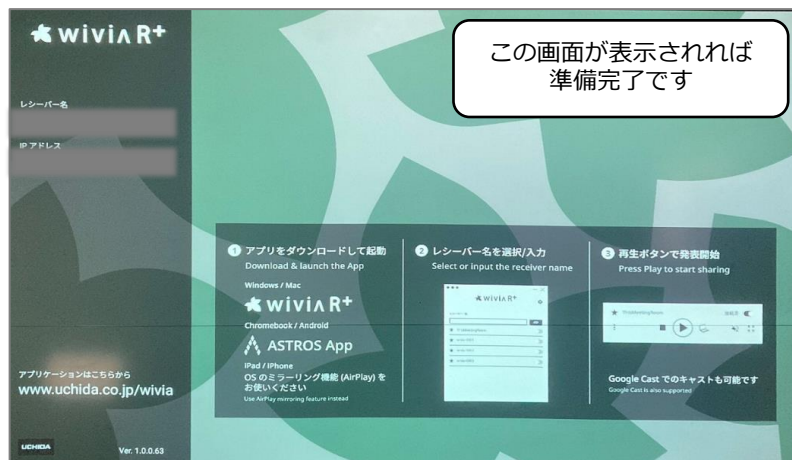 wiviA R+
この画面が表示されれば
準備完了です
レシーバー名
IP アドレス
1 アプリをダウンロードして起動
Download & launch the App
Windows / Mac
wiviA R+
Chromebook / Android
ASTROS App
iPad / iPhone
OS のミラーリング機能 (AirPlay) を
お使いください
Use AirPlay mirroring feature instead
2 レシーバー名を選択/入力
Select or input the receiver name
wiviA R+
3 再生ボタンで発表開始
Press Play to start sharing
Google Cast でのキャストも可能です
Google Cast is also supported
アプリケーションはこちらから
www.uchida.co.jp/wivia
UCHIDA
Ver. 1.0.0.63